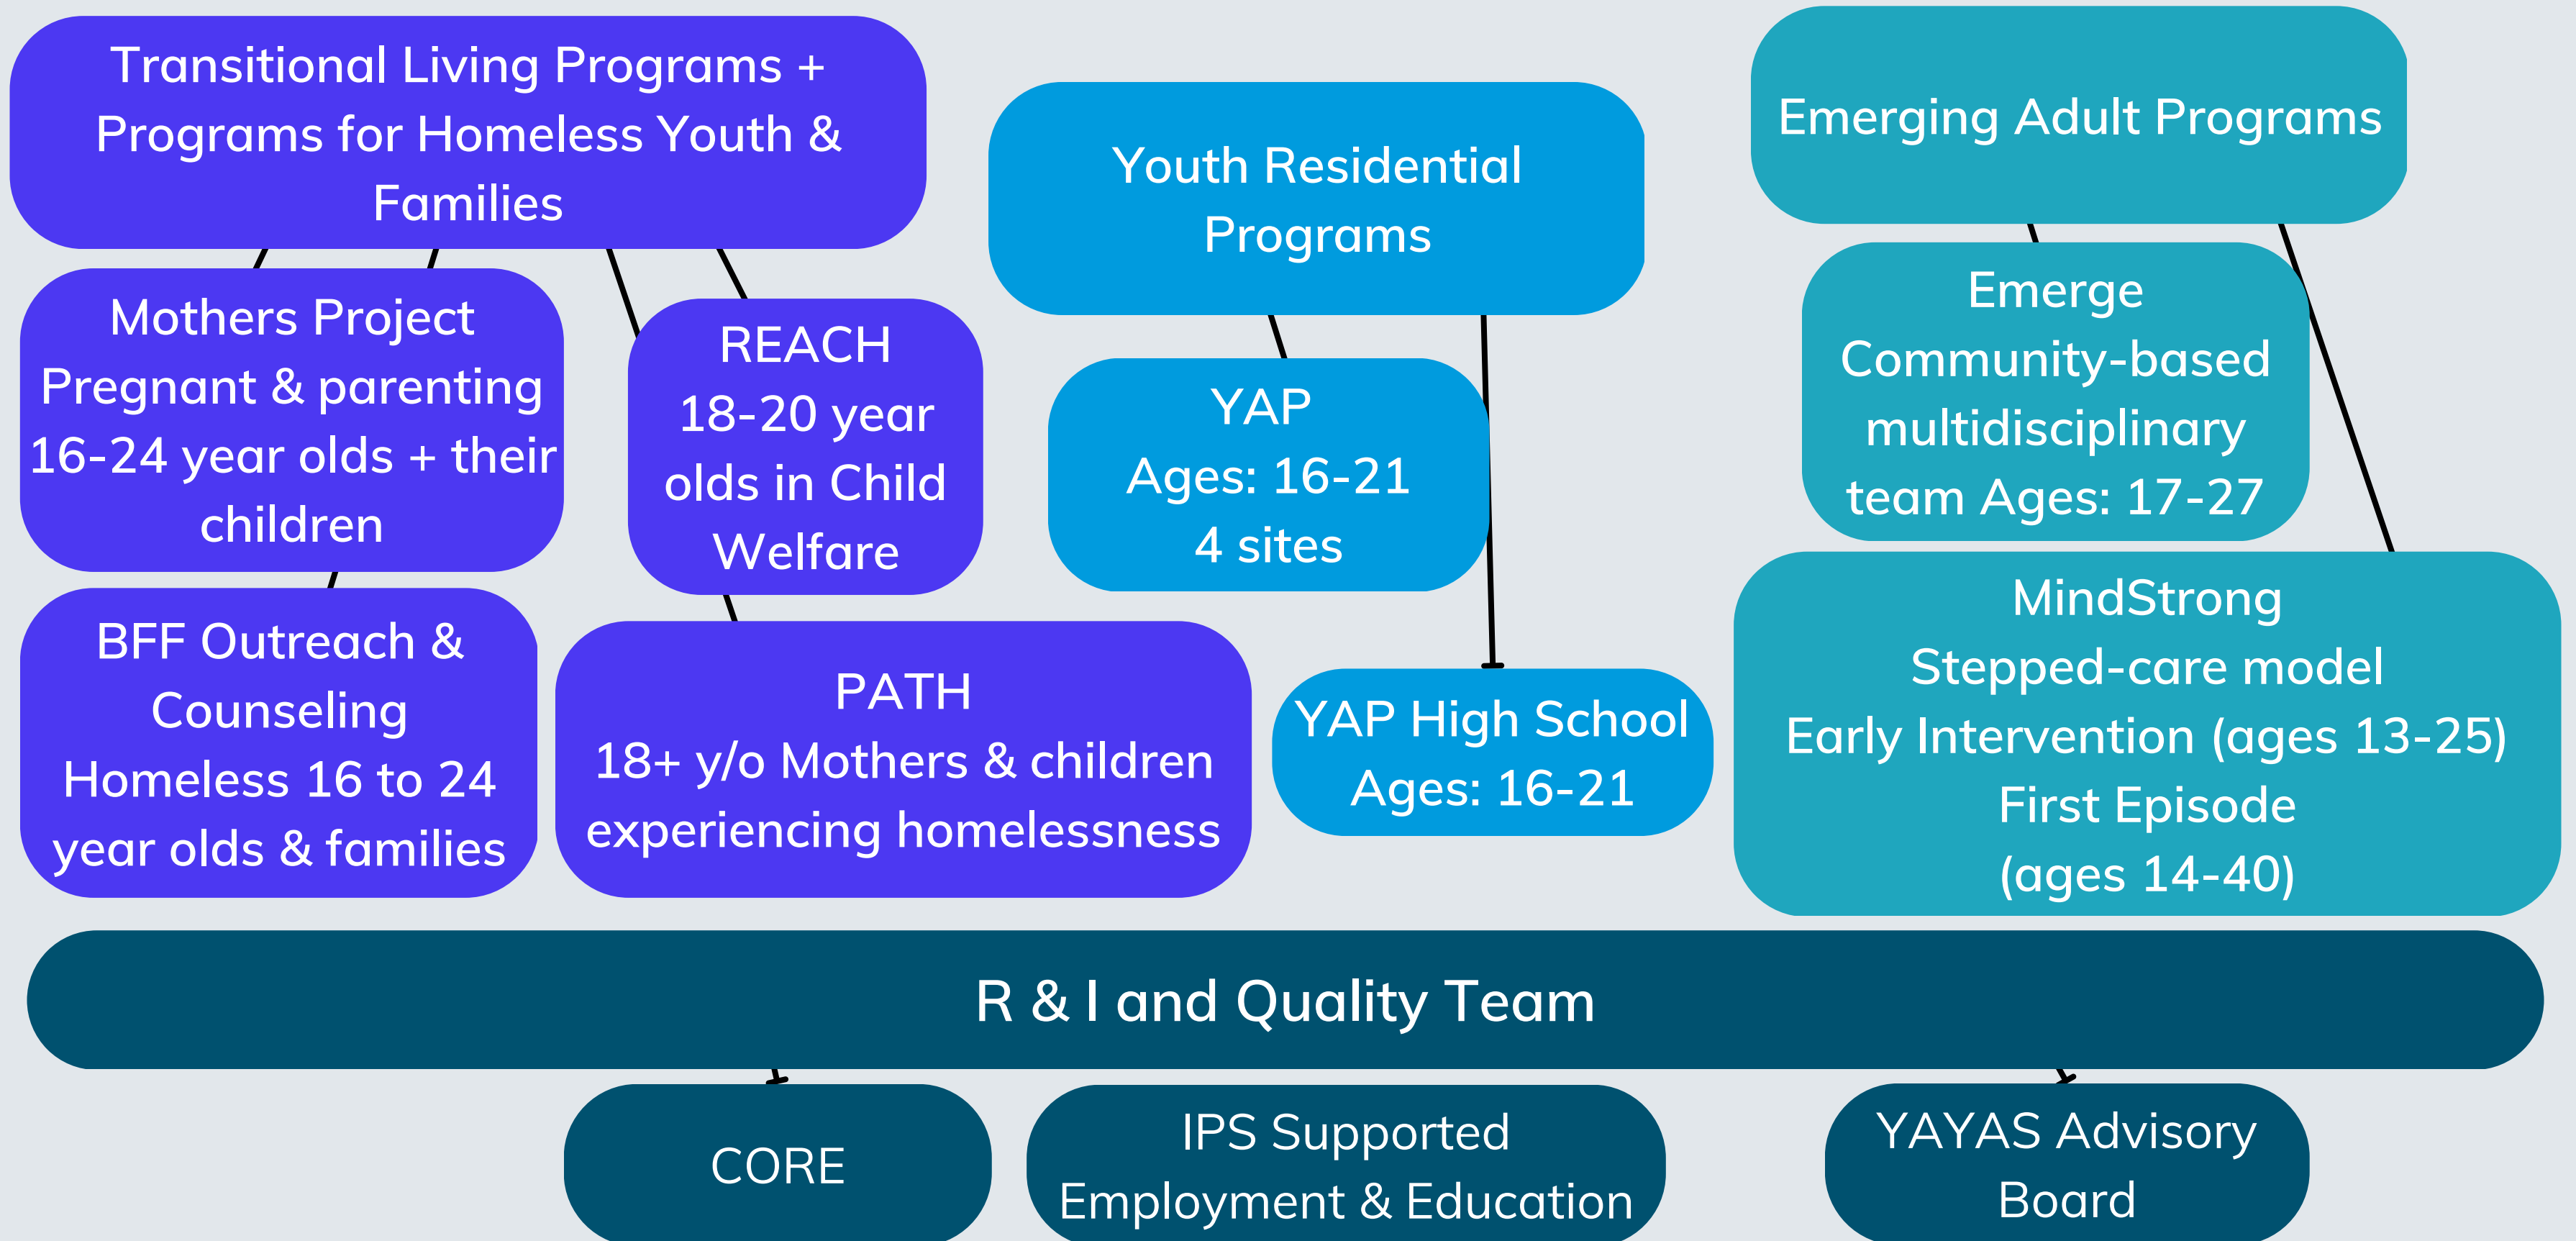 Transitional Living Programs +
Programs for Homeless Youth &
Families
Mothers Project
Pregnant & parenting
16-24 year olds + their
children
REACH
18-20 year
olds in Child
Welfare
BFF Outreach &
Counseling
Homeless 16 to 24
year olds & families
PATH
18+ y/o Mothers & children
experiencing homelessness
Youth Residential
Programs
YAP
Ages: 16-21
4 sites
YAP High School
Ages: 16-21
Emerging Adult Programs
Emerge
Community-based
multidisciplinary
team Ages: 17-27
MindStrong
Stepped-care model
Early Intervention (ages 13-25)
First Episode
(ages 14-40)
R & I and Quality Team
CORE
IPS Supported
Employment & Education
YAYAS Advisory
Board